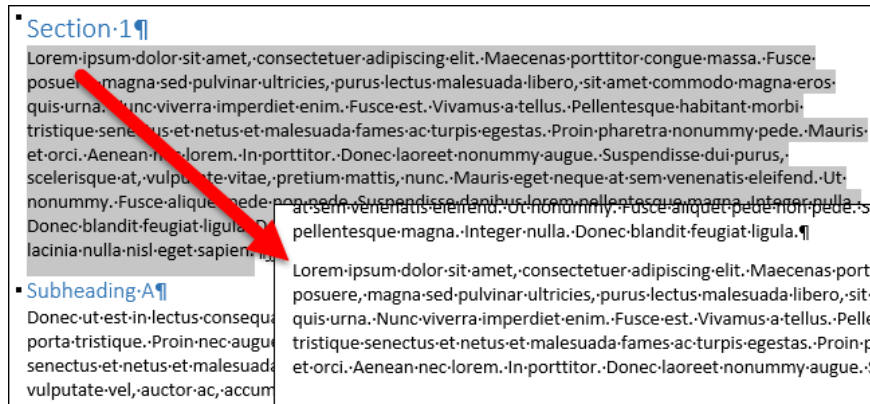 Section·1¶
Lorem·ipsum·dolor·sit·amet,·consectetuer·adipiscing·elit.·Maecenas·porttitor·congue·massa.·Fusce·
posuere,·magna·sed·pulvinar·ultricies,·purus·lectus·malesuada·libero,·sit·amet·commodo·magna·eros·
quis·urna.·Nunc·viverra·imperdiet·enim.·Fusce·est.·Vivamus·a·tellus.·Pellentesque·habitant·morbi·
tristique·senectus·et·netus·et·malesuada·fames·ac·turpis·egestas.·Proin·pharetra·nonummy·pede.·Mauris·
et·orci.·Aenean·nec·lorem.·In·porttitor.·Donec·laoreet·nonummy·augue.·Suspendisse·dui·purus,·
scelerisque·at,·vulputate·vitae,·pretium·mattis,·nunc.·Mauris·eget·neque·at·sem·venenatis·eleifend.·Ut·
nonummy.·Fusce·aliquet·pede·non·pede.·Suspendisse·dapibus·lorem·pellentesque·magna.·Integer·nulla.·
Donec·blandit·feugiat·ligula.·
lacinia·nulla·nisl·eget·sapien.·¶
Subheading·A¶
Donec·ut·est·in·lectus·consequa
porta·tristique.·Proin·nec·augue
senectus·et·netus·et·malesuada
vulputate·vel,·auctor·ac,·accum
at·sem·venenatis·eleifend.·Ut·nonummy.·Fusce·aliquet·pede·non·pede.·S
pellentesque·magna.·Integer·nulla.·Donec·blandit·feugiat·ligula.¶
Lorem·ipsum·dolor·sit·amet,·consectetuer·adipiscing·elit.·Maecenas·port
posuere,·magna·sed·pulvinar·ultricies,·purus·lectus·malesuada·libero,·sit·
quis·urna.·Nunc·viverra·imperdiet·enim.·Fusce·est.·Vivamus·a·tellus.·Pelle
tristique·senectus·et·netus·et·malesuada·fames·ac·turpis·egestas.·Proin·p
et·orci.·Aenean·nec·lorem.·In·porttitor.·Donec·laoreet·nonummy·augue.·S